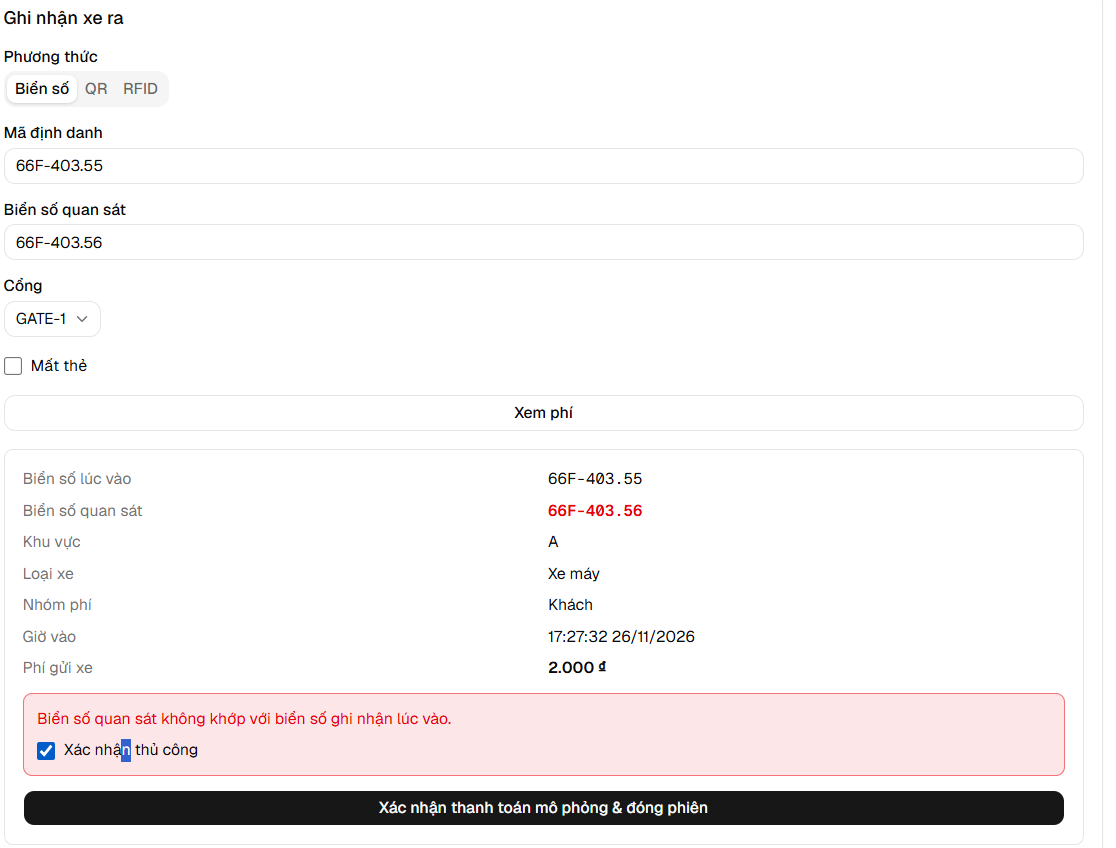 Ghi nhận xe ra
Phương thức
Biển số QR RFID
Mã định danh
66F-403.55
Biển số quan sát
66F-403.56
Cổng
GATE-1
Mất thẻ
Xem phí
Biển số lúc vào 66F-403.55
Biển số quan sát 66F-403.56
Khu vực A
Loại xe Xe máy
Nhóm phí Khách
Giờ vào 17:27:32 26/11/2026
Phí gửi xe 2.000 ₫
Biển số quan sát không khớp với biển số ghi nhận lúc vào.
Xác nhận thủ công
Xác nhận thanh toán mô phỏng & đóng phiên